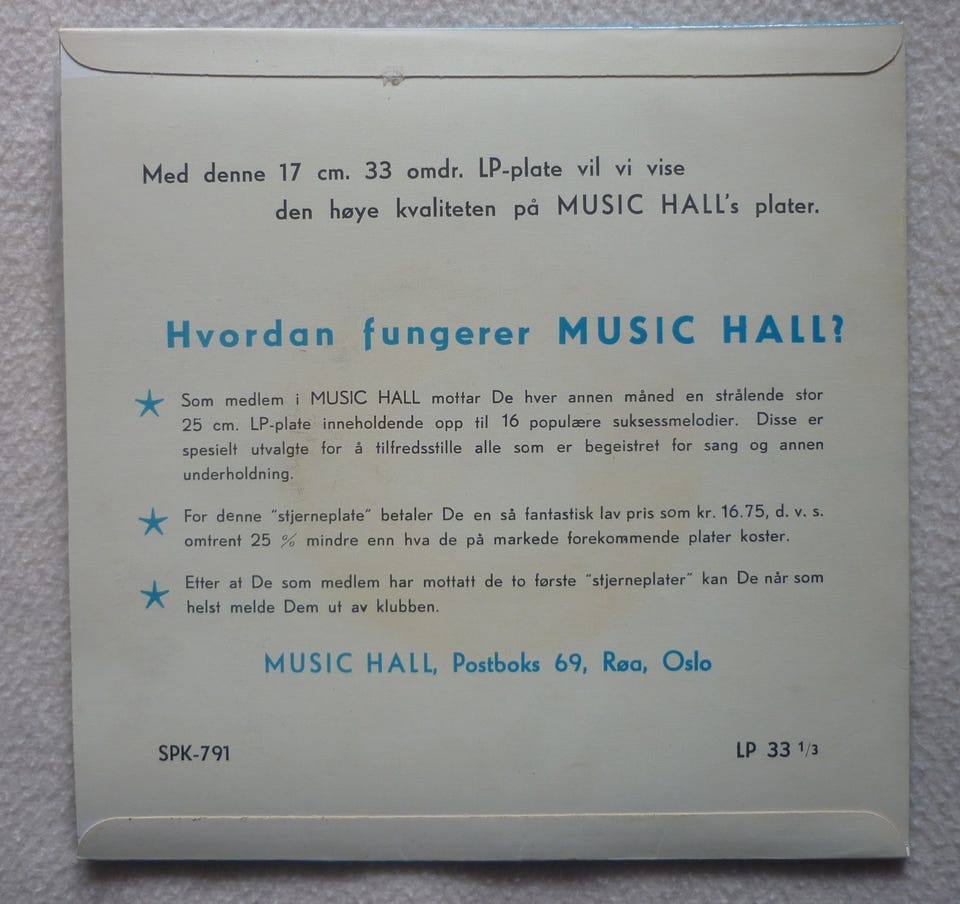 Med denne 17 cm. 33 omdr. LP-plate vil vi vise
den høye kvaliteten på MUSIC HALL's plater.
Hvordan fungerer MUSIC HALL?
Som medlem i MUSIC HALL mottar De hver annen måned en strålende stor
25 cm. LP-plate inneholdende opp til 16 populære suksessmelodier. Disse er
spesielt utvalgte for å tilfredsstille alle som er begeistret for sang og annen
underholdning.
For denne "stjerneplate" betaler De en så fantastisk lav pris som kr. 16.75, d. v. s.
omtrent 25 % mindre enn hva de på markede forekommende plater koster.
Etter at De som medlem har mottatt de to første "stjerneplater" kan De når som
helst melde Dem ut av klubben.
MUSIC HALL, Postboks 69, Røa, Oslo
SPK-791
LP 33 1/3